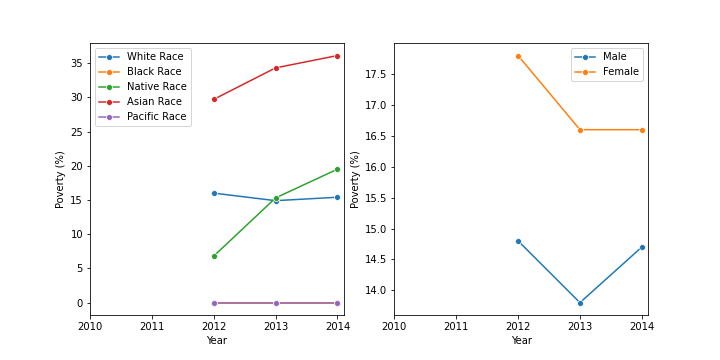 35
30
25
20
15
10
5
0
Poverty (%)
White Race
Black Race
Native Race
Asian Race
Pacific Race
2010 2011 2012 2013 2014
Year
17.5
17.0
16.5
16.0
15.5
15.0
14.5
14.0
Poverty (%)
Male
Female
2010 2011 2012 2013 2014
Year